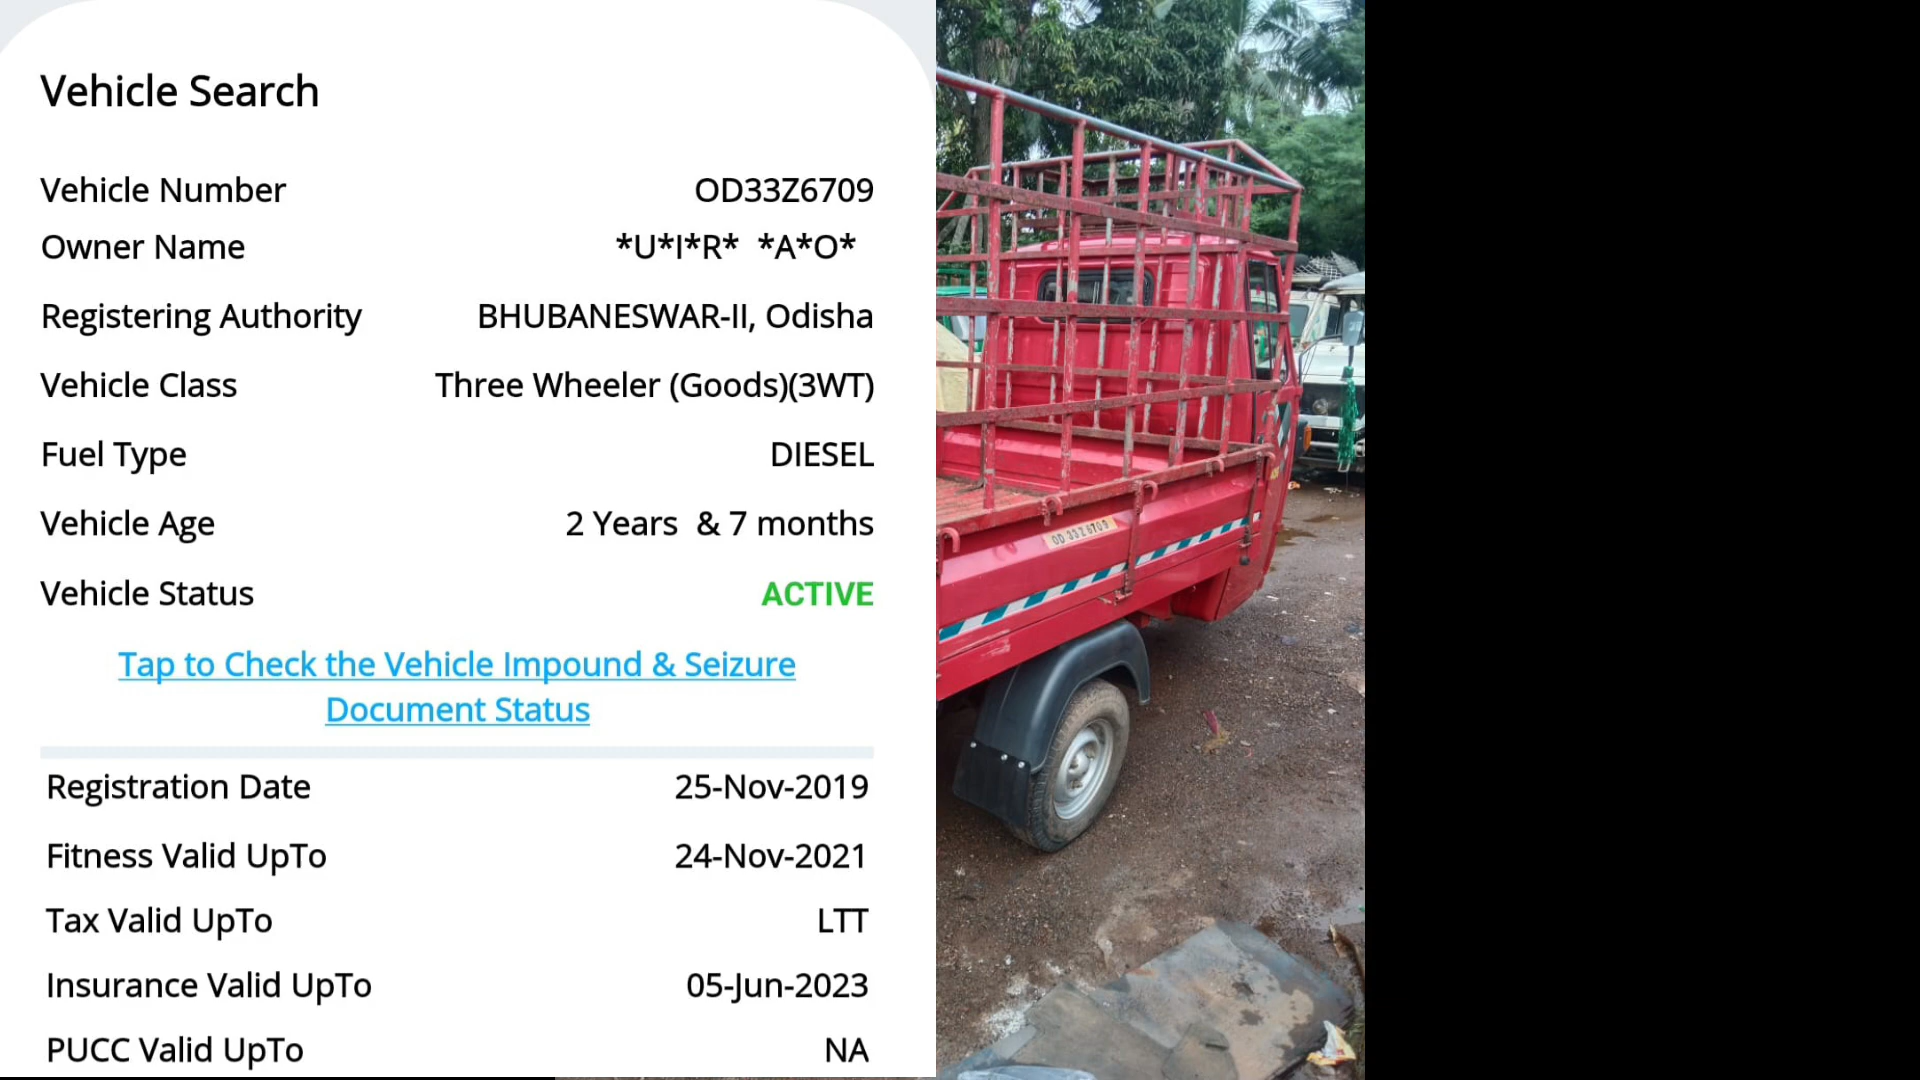 Vehicle Search
Vehicle Number OD33Z6709
Owner Name *U*I*R* *A*O*
Registering Authority BHUBANESWAR-II, Odisha
Vehicle Class Three Wheeler (Goods)(3WT)
Fuel Type DIESEL
Vehicle Age 2 Years & 7 months
Vehicle Status ACTIVE
Tap to Check the Vehicle Impound & Seizure
Document Status
Registration Date 25-Nov-2019
Fitness Valid UpTo 24-Nov-2021
Tax Valid UpTo LTT
Insurance Valid UpTo 05-Jun-2023
PUCC Valid UpTo NA
OD 33 Z 6709